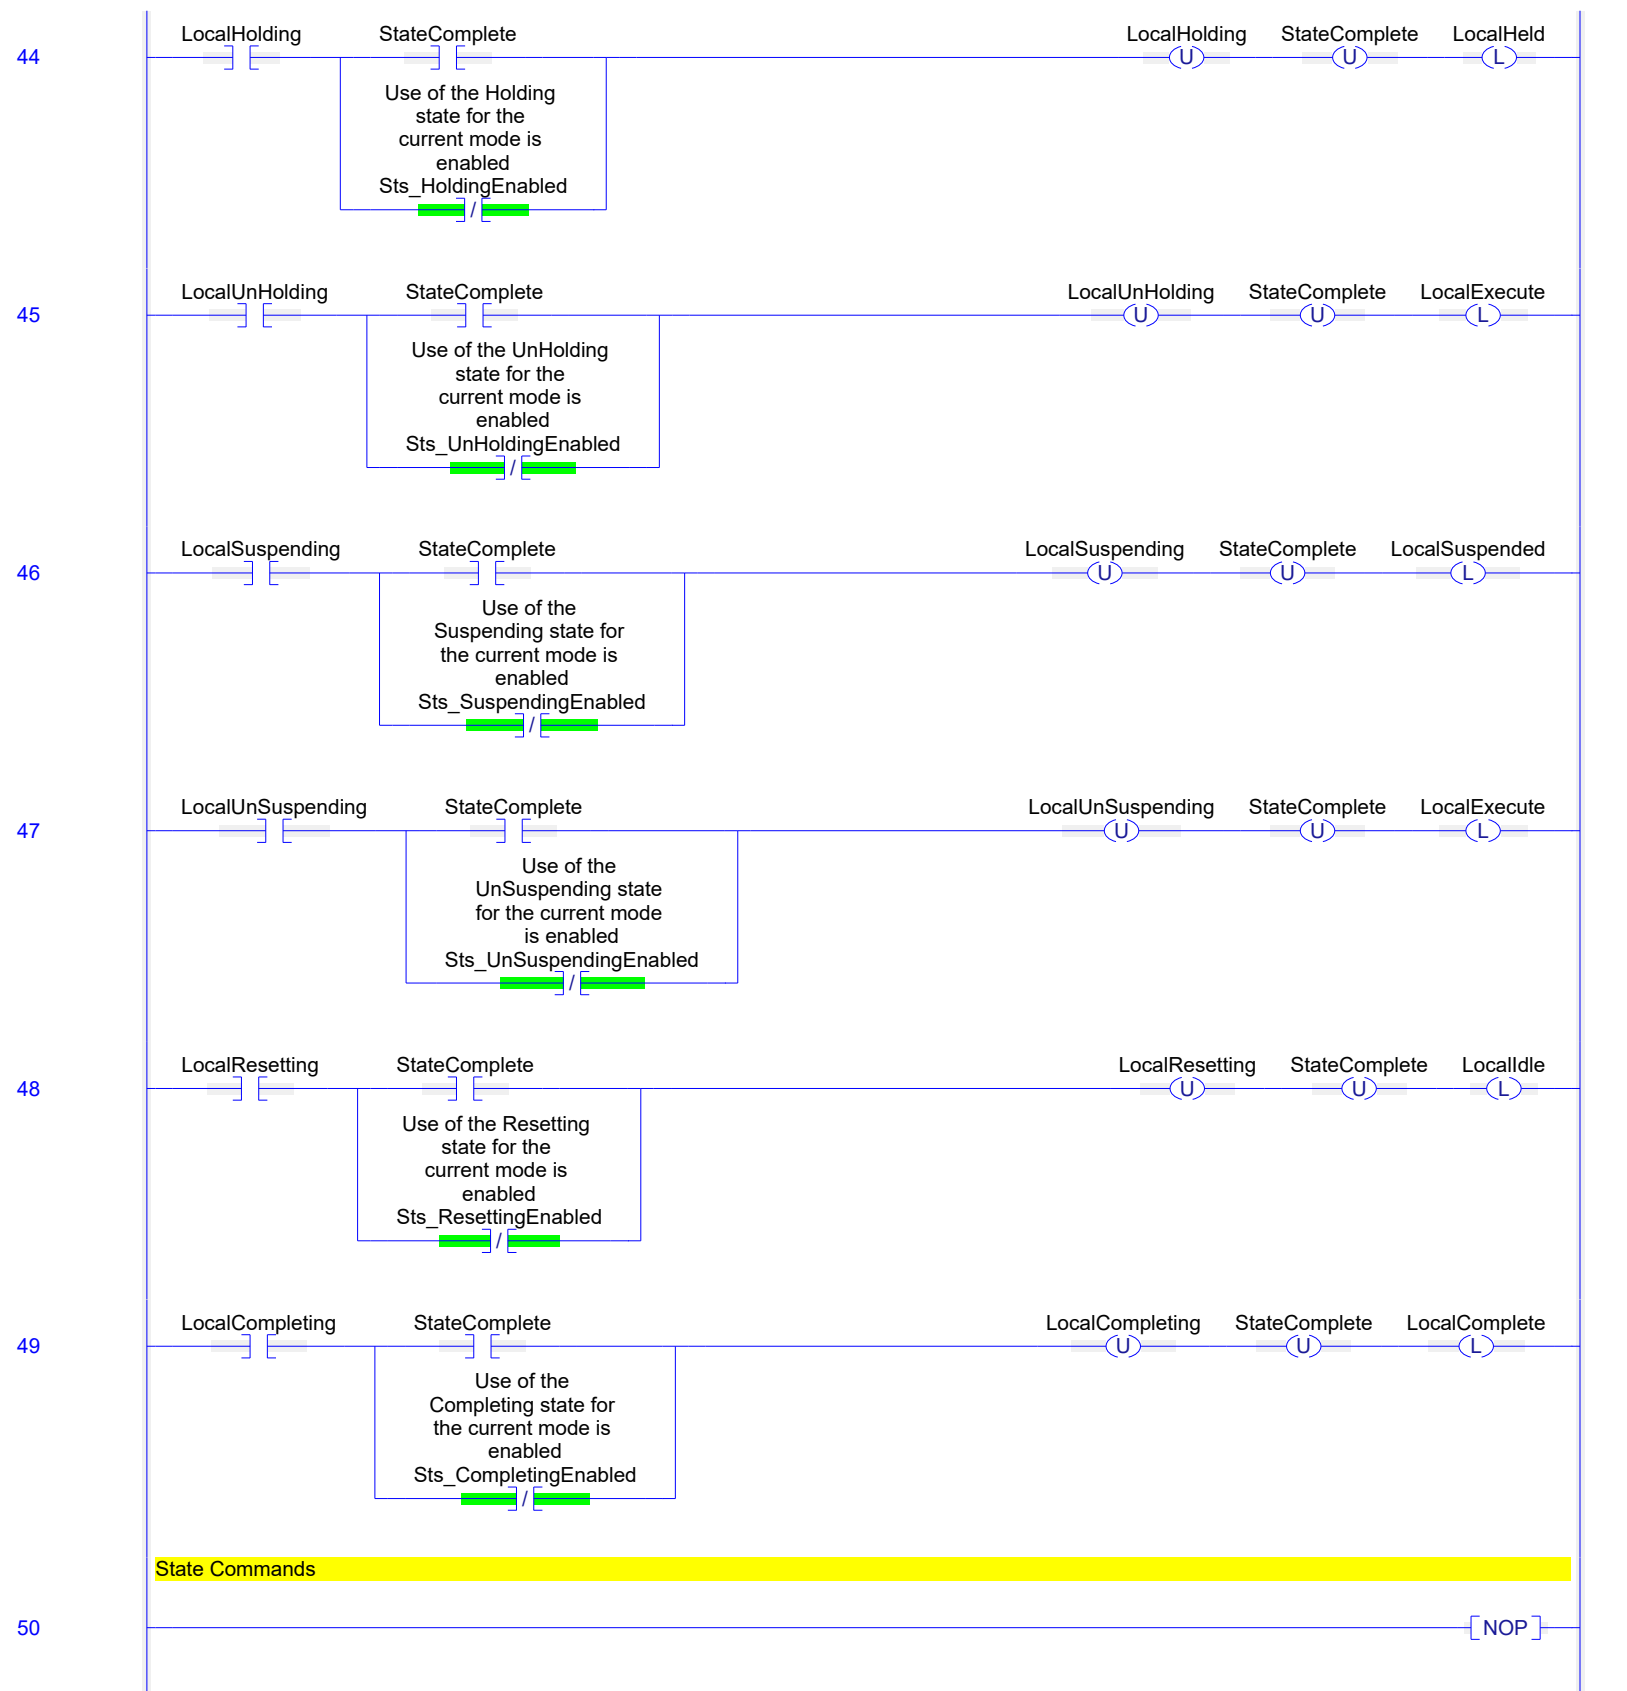 LocalHolding StateComplete LocalHolding StateComplete LocalHeld
44 U U L
Use of the Holding
state for the
current mode is
enabled
Sts_HoldingEnabled
/
LocalUnHolding StateComplete LocalUnHolding StateComplete LocalExecute
45 U U L
Use of the UnHolding
state for the
current mode is
enabled
Sts_UnHoldingEnabled
/
LocalSuspending StateComplete LocalSuspending StateComplete LocalSuspended
46 U U L
Use of the
Suspending state for
the current mode is
enabled
Sts_SuspendingEnabled
/
LocalUnSuspending StateComplete LocalUnSuspending StateComplete LocalExecute
47 U U L
Use of the
UnSuspending state
for the current mode
is enabled
Sts_UnSuspendingEnabled
/
LocalResetting StateComplete LocalResetting StateComplete LocalIdle
48 U U L
Use of the Resetting
state for the
current mode is
enabled
Sts_ResettingEnabled
/
LocalCompleting StateComplete LocalCompleting StateComplete LocalComplete
49 U U L
Use of the
Completing state for
the current mode is
enabled
Sts_CompletingEnabled
/
State Commands
50 NOP